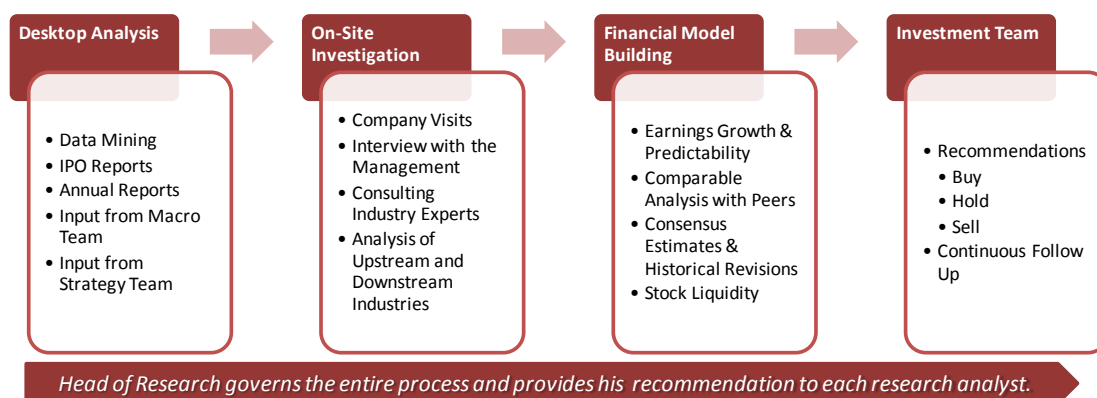 Desktop Analysis
• Data Mining
• IPO Reports
• Annual Reports
• Input from Macro
Team
• Input from
Strategy Team
On-Site
Investigation
• Company Visits
• Interview with the
Management
• Consulting
Industry Experts
• Analysis of
Upstream and
Downstream
Industries
Financial Model
Building
• Earnings Growth &
Predictability
• Comparable
Analysis with Peers
• Consensus
Estimates &
Historical Revisions
• Stock Liquidity
Investment Team
• Recommendations
• Buy
• Hold
• Sell
• Continuous Follow
Up
Head of Research governs the entire process and provides his recommendation to each research analyst.